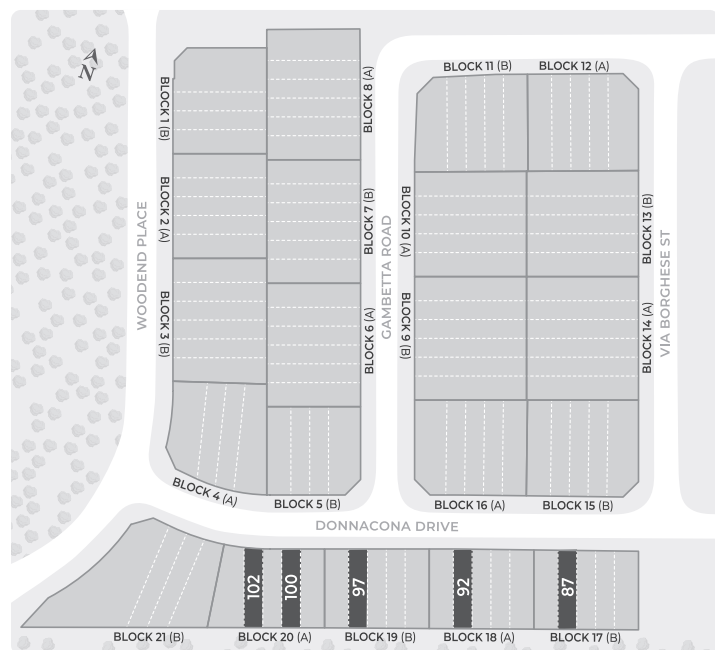 N
BLOCK 11 (B)
BLOCK 12 (A)
BLOCK 1 (B)
BLOCK 8 (A)
BLOCK 2 (A)
BLOCK 7 (B)
BLOCK 10 (A)
BLOCK 13 (B)
WOODEND PLACE
GAMBETTA ROAD
VIA BORGHESE ST
BLOCK 3 (B)
BLOCK 6 (A)
BLOCK 9 (B)
BLOCK 14 (A)
BLOCK 4 (A)
BLOCK 5 (B)
BLOCK 16 (A)
BLOCK 15 (B)
DONNACONA DRIVE
102
100
97
92
87
BLOCK 21 (B)
BLOCK 20 (A)
BLOCK 19 (B)
BLOCK 18 (A)
BLOCK 17 (B)